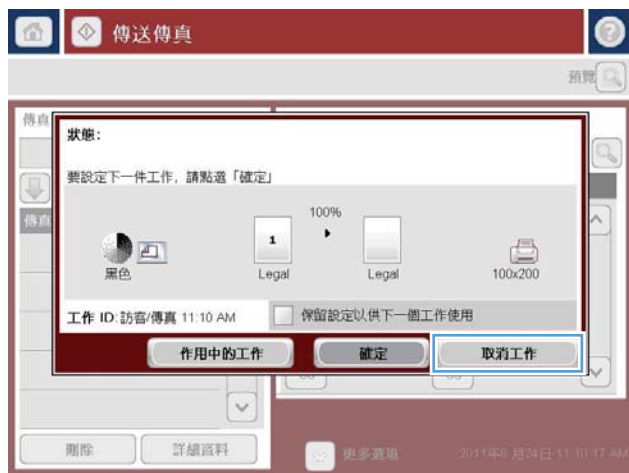 傳送傳真
預覽
傳真
狀態:
要設定下一件工作, 請點選「確定」
傳真
1
100%
黑色
Legal
Legal
100x200
工作 ID: 訪客/傳真 11:10 AM
保留設定以供下一個工作使用
作用中的工作
確定
取消工作
刪除
詳細資料
更多選項
2011年8 月24日 11:10:17 AM